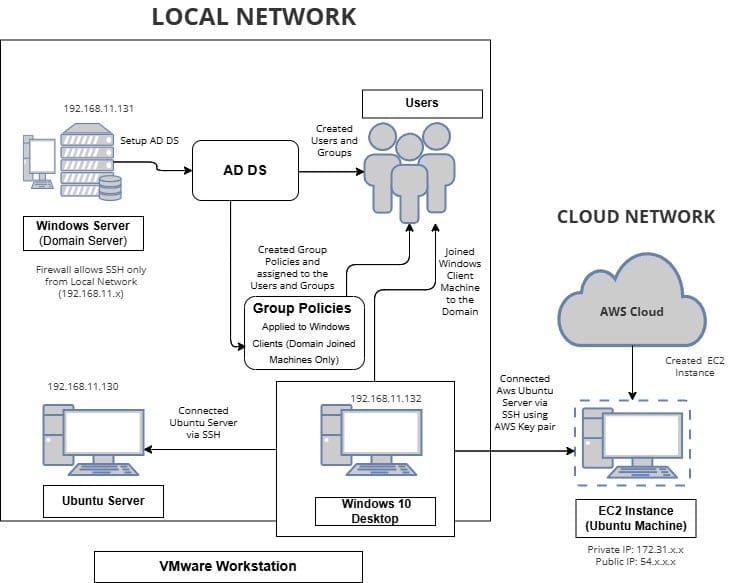 LOCAL NETWORK
192.168.11.131
Setup AD DS
Windows Server
(Domain Server)
Firewall allows SSH only
from Local Network
(192.168.11.x)
AD DS
Created
Users and
Groups
Users
Created Group
Policies and
assigned to the
Users and Groups
Group Policies
Applied to Windows
Clients (Domain Joined
Machines Only)
Joined
Windows
Client
Machine
to the
Domain
192.168.11.130
Ubuntu Server
Connected
Ubuntu Server
via SSH
192.168.11.132
Windows 10
Desktop
VMware Workstation
Connected
Aws Ubuntu
Server via
SSH using
AWS Key pair
CLOUD NETWORK
AWS Cloud
Created EC2
Instance
EC2 Instance
(Ubuntu Machine)
Private IP: 172.31.x.x
Public IP: 54.x.x.x